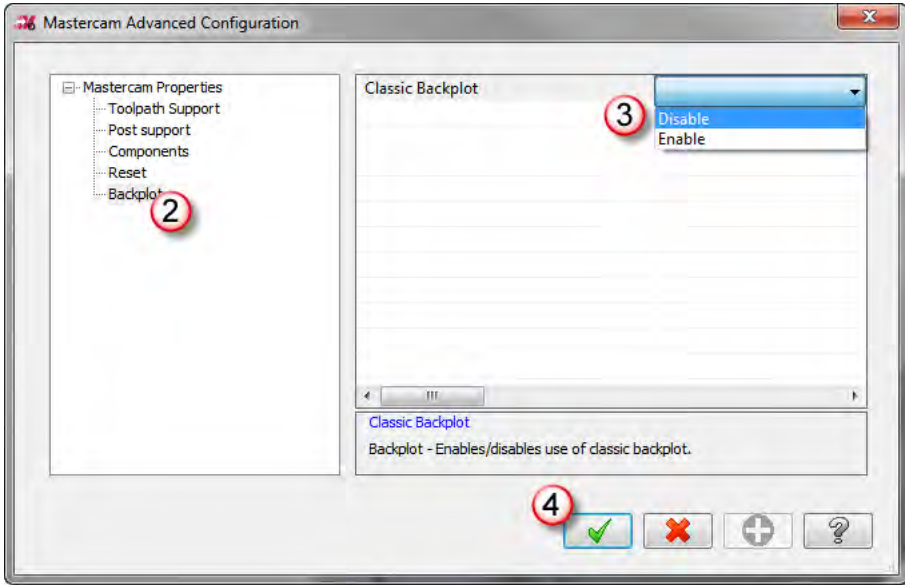 Mastercam Advanced Configuration
Mastercam Properties
Toolpath Support
Post support
Components
Reset
Backplot
2
Classic Backplot
3
Disable
Enable
Classic Backplot
Backplot - Enables/disables use of classic backplot.
4